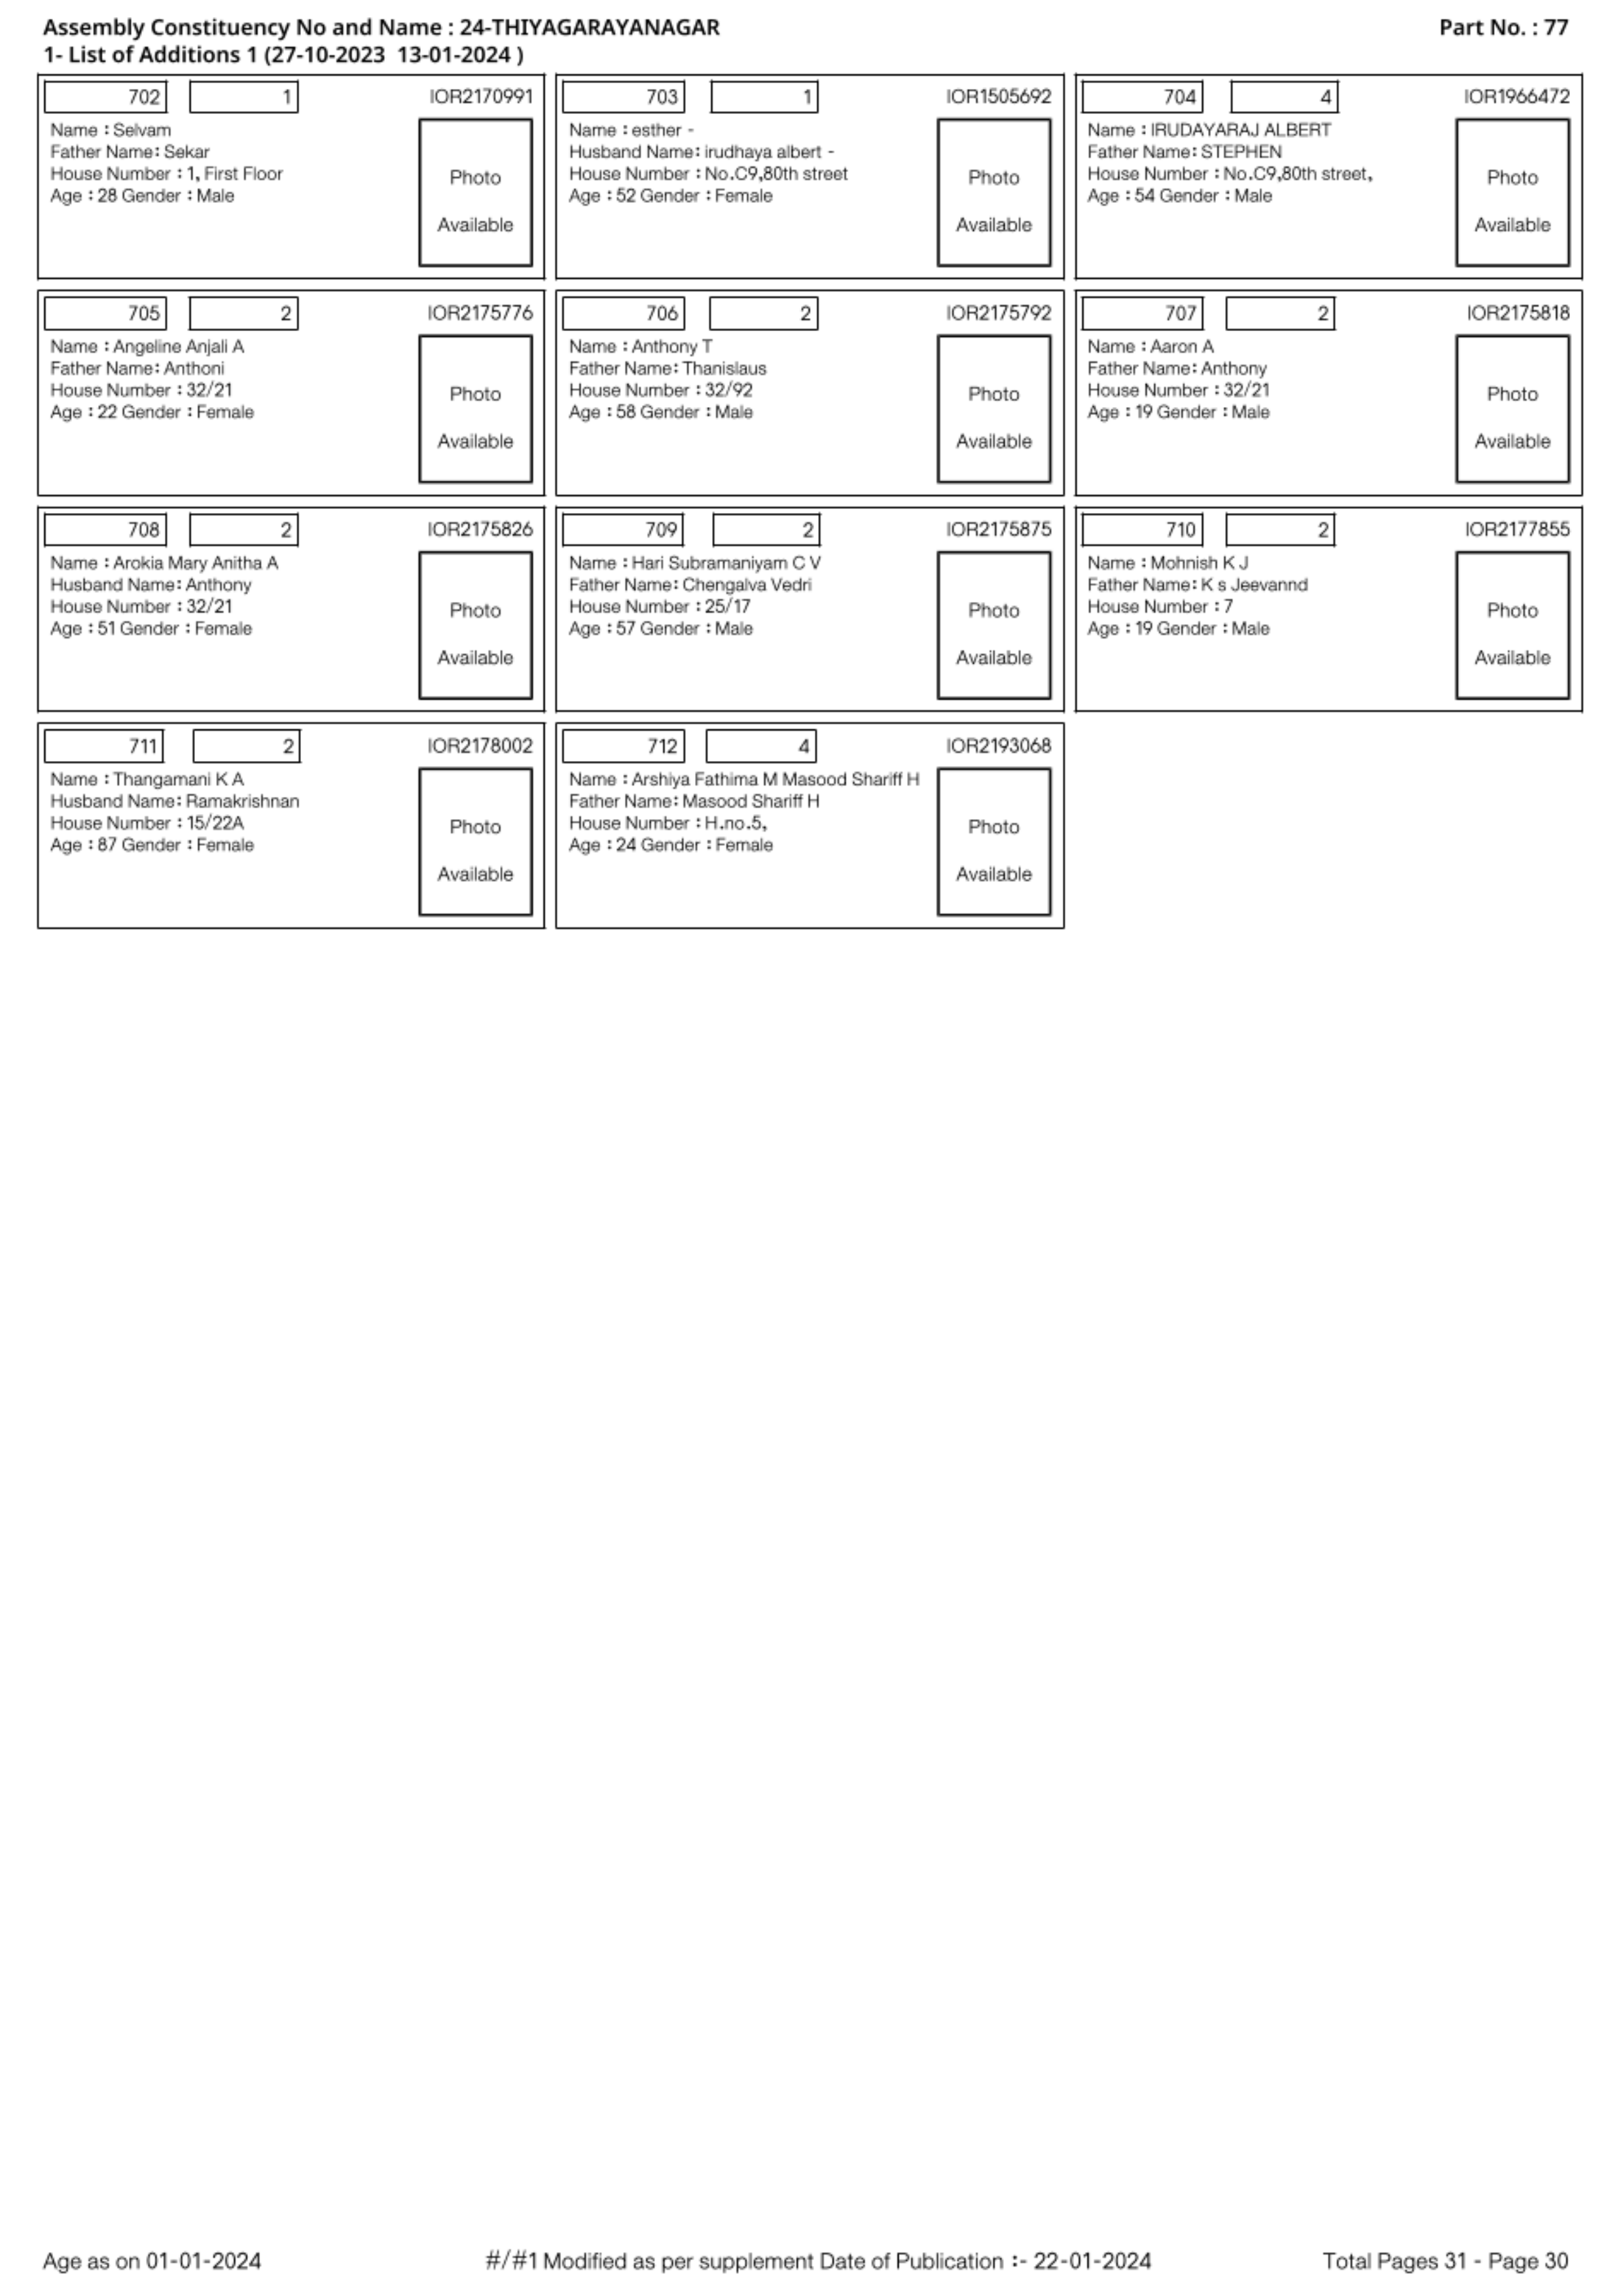 Assembly Constituency No and Name : 24-THIYAGARAYANAGAR Part No. : 77
1- List of Additions 1 (27-10-2023 13-01-2024 )
702 1 IOR2170991
Name : Selvam
Father Name: Sekar
House Number : 1, First Floor
Age : 28 Gender : Male
Photo
Available
703 1 IOR1505692
Name : esther -
Husband Name: irudhaya albert -
House Number : No.C9,80th street
Age : 52 Gender : Female
Photo
Available
704 4 IOR1966472
Name : IRUDAYARAJ ALBERT
Father Name: STEPHEN
House Number : No.C9,80th street,
Age : 54 Gender : Male
Photo
Available
705 2 IOR2175776
Name : Angeline Anjali A
Father Name: Anthoni
House Number : 32/21
Age : 22 Gender : Female
Photo
Available
706 2 IOR2175792
Name : Anthony T
Father Name: Thanislaus
House Number : 32/92
Age : 58 Gender : Male
Photo
Available
707 2 IOR2175818
Name : Aaron A
Father Name: Anthony
House Number : 32/21
Age : 19 Gender : Male
Photo
Available
708 2 IOR2175826
Name : Arokia Mary Anitha A
Husband Name: Anthony
House Number : 32/21
Age : 51 Gender : Female
Photo
Available
709 2 IOR2175875
Name : Hari Subramaniyam C V
Father Name: Chengalva Vedri
House Number : 25/17
Age : 57 Gender : Male
Photo
Available
710 2 IOR2177855
Name : Mohnish K J
Father Name: K s Jeevannd
House Number : 7
Age : 19 Gender : Male
Photo
Available
711 2 IOR2178002
Name : Thangamani K A
Husband Name: Ramakrishnan
House Number : 15/22A
Age : 87 Gender : Female
Photo
Available
712 4 IOR2193068
Name : Arshiya Fathima M Masood Shariff H
Father Name: Masood Shariff H
House Number : H.no.5,
Age : 24 Gender : Female
Photo
Available
Age as on 01-01-2024 #/#1 Modified as per supplement Date of Publication :- 22-01-2024 Total Pages 31 - Page 30